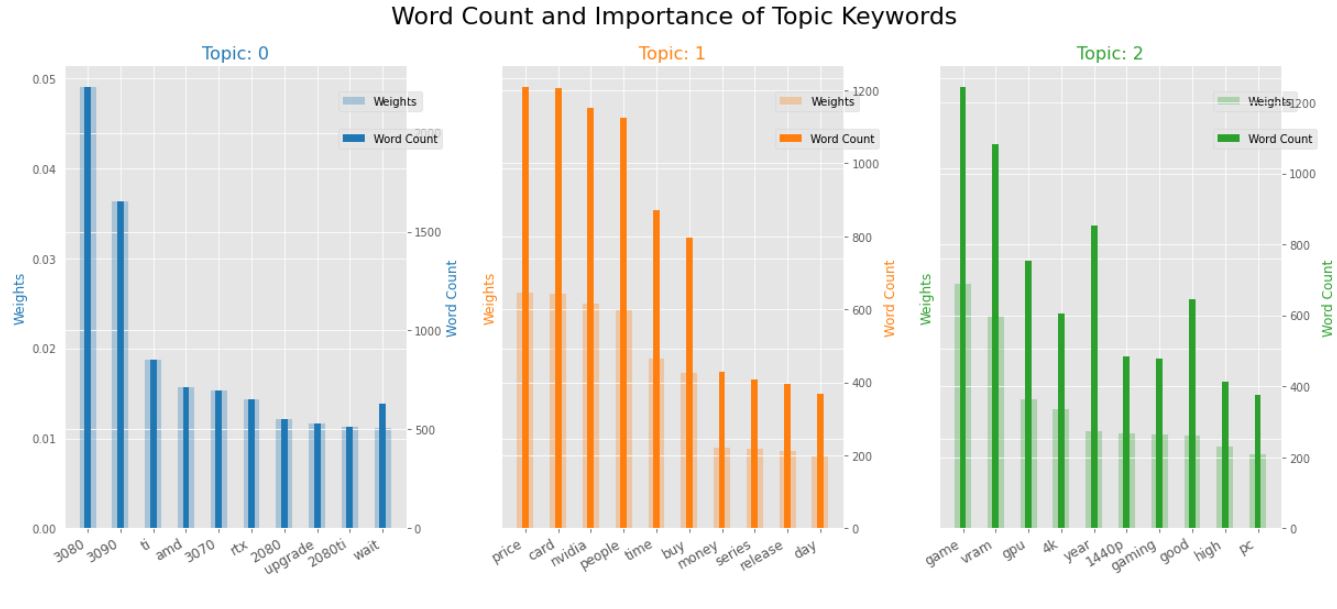 Word Count and Importance of Topic Keywords
Topic: 0
Weights
Word Count
0.05
0.04
0.03
0.02
0.01
0.00
2000
1500
1000
500
0
Weights
Word Count
3080
3090
ti
amd
3070
rtx
2080
upgrade
2080ti
wait
Topic: 1
Weights
Word Count
1200
1000
800
600
400
200
0
Weights
Word Count
price
card
nvidia
people
time
buy
money
series
release
day
Topic: 2
Weights
Word Count
1200
1000
800
600
400
200
0
Weights
Word Count
game
vram
gpu
4k
year
1440p
gaming
good
high
pc